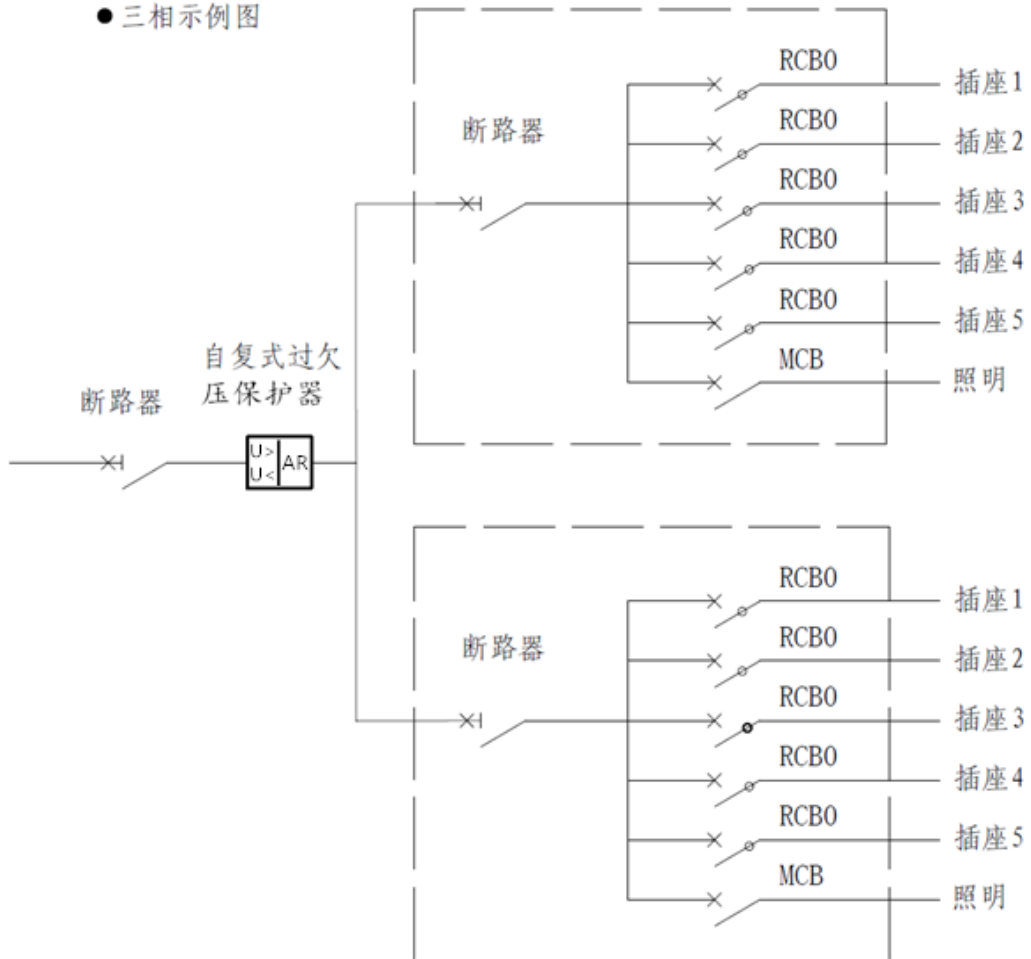 ● 三相示例图
RCBO
插座1
断路器
RCBO
插座2
RCBO
插座3
RCBO
插座4
RCBO
插座5
MCB
照明
自复式过欠
压保护器
断路器
U>
U<
AR
RCBO
插座1
断路器
RCBO
插座2
RCBO
插座3
RCBO
插座4
RCBO
插座5
MCB
照明